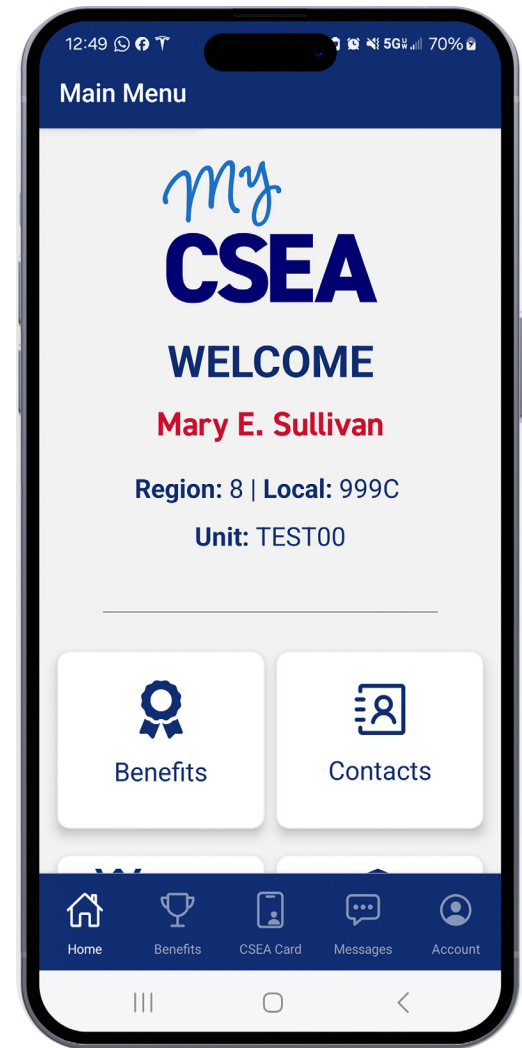 12:49 5G 70%
Main Menu
My
CSEA
WELCOME
Mary E. Sullivan
Region: 8 | Local: 999C
Unit: TEST00
Benefits Contacts
Home Benefits CSEA Card Messages Account